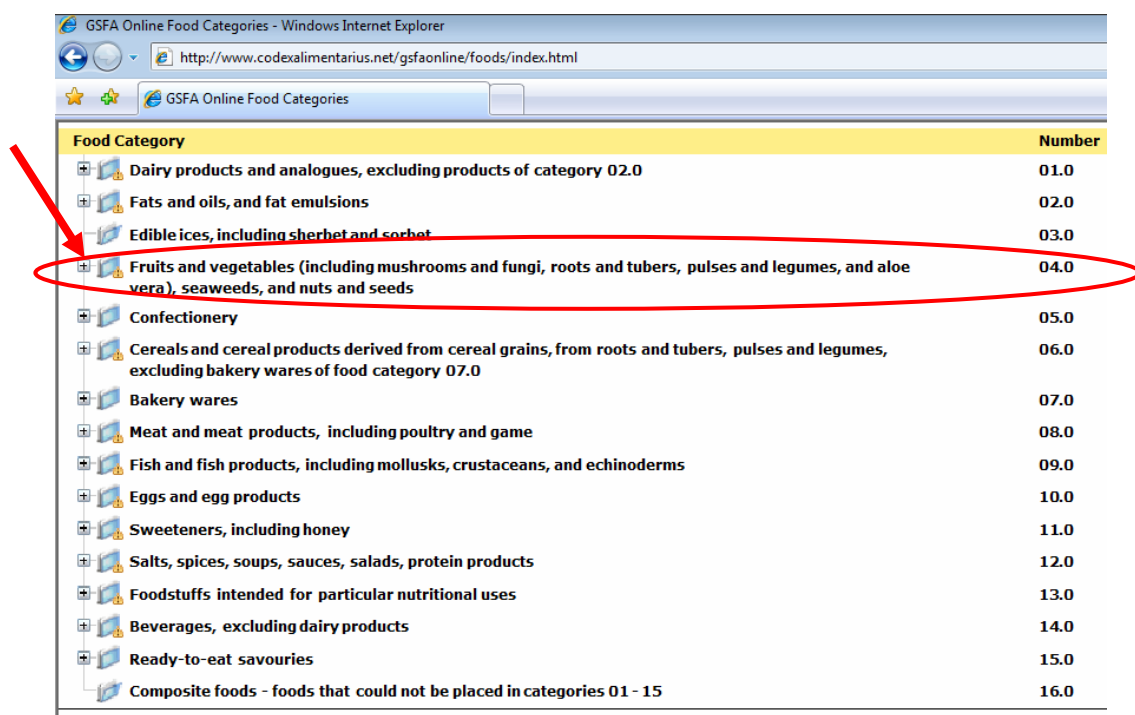 GSFA Online Food Categories - Windows Internet Explorer
http://www.codexalimentarius.net/gsfaonline/foods/index.html
GSFA Online Food Categories
Food Category Number
Dairy products and analogues, excluding products of category 02.0 01.0
Fats and oils, and fat emulsions 02.0
Edible ices, including sherbet and sorbet 03.0
Fruits and vegetables (including mushrooms and fungi, roots and tubers, pulses and legumes, and aloe 04.0
vera), seaweeds, and nuts and seeds
Confectionery 05.0
Cereals and cereal products derived from cereal grains, from roots and tubers, pulses and legumes, 06.0
excluding bakery wares of food category 07.0
Bakery wares 07.0
Meat and meat products, including poultry and game 08.0
Fish and fish products, including mollusks, crustaceans, and echinoderms 09.0
Eggs and egg products 10.0
Sweeteners, including honey 11.0
Salts, spices, soups, sauces, salads, protein products 12.0
Foodstuffs intended for particular nutritional uses 13.0
Beverages, excluding dairy products 14.0
Ready-to-eat savouries 15.0
Composite foods - foods that could not be placed in categories 01 - 15 16.0